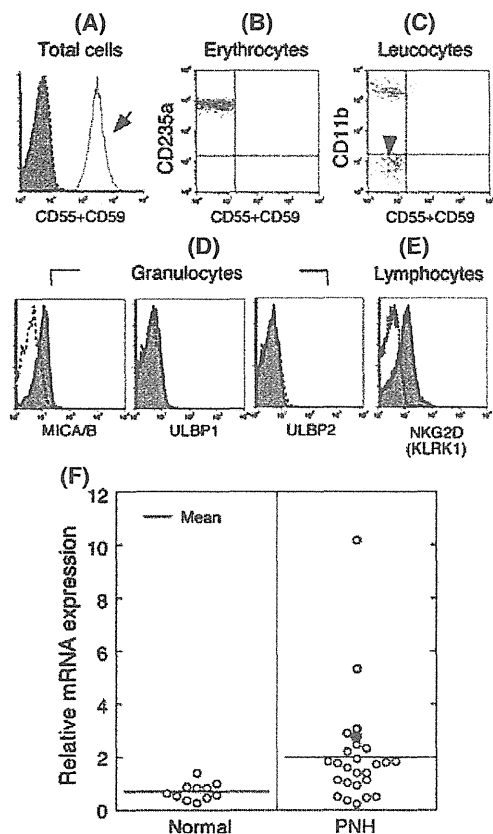 (A) (B) (C)
Total cells Erythrocytes Leucocytes
CD235a
CD11b
CD55+CD59 CD55+CD59 CD55+CD59
(D) (E)
Granulocytes Lymphocytes
MICA/B ULBP1 ULBP2 NKG2D
(KLRK1)
(F)
12
Mean
10
8
6
4
2
0
Relative mRNA expression
Normal PNH